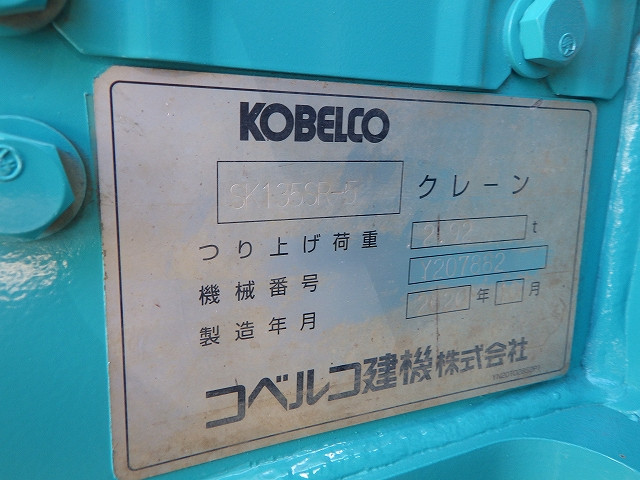 KOBELCO
SK135SR-5 クレーン
つり上げ荷重 t
機械番号
製造年月 2020 年 月
コベルコ建機株式会社